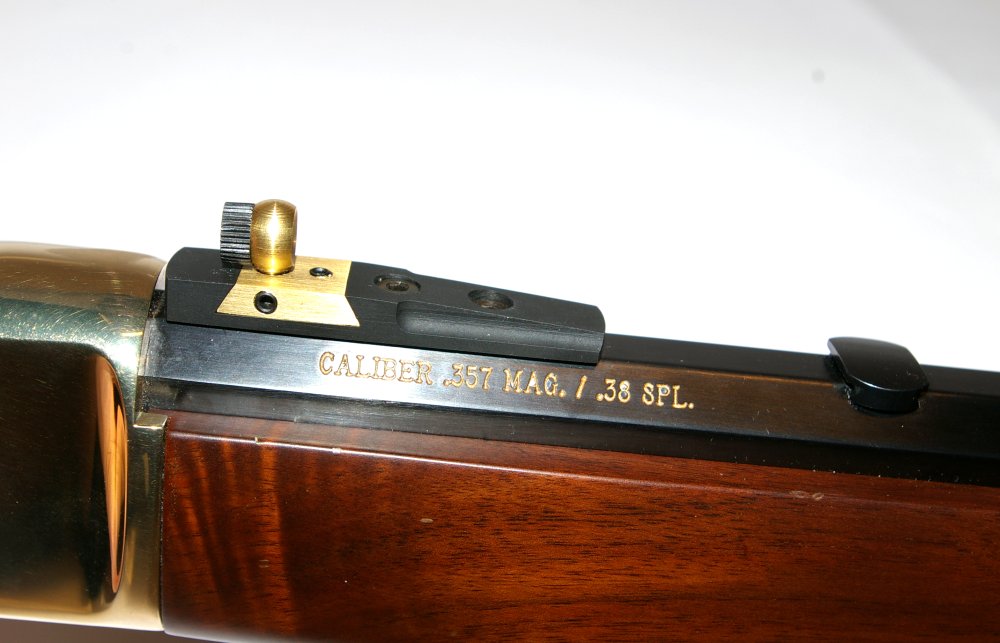 CALIBER .357 MAG. / .38 SPL.